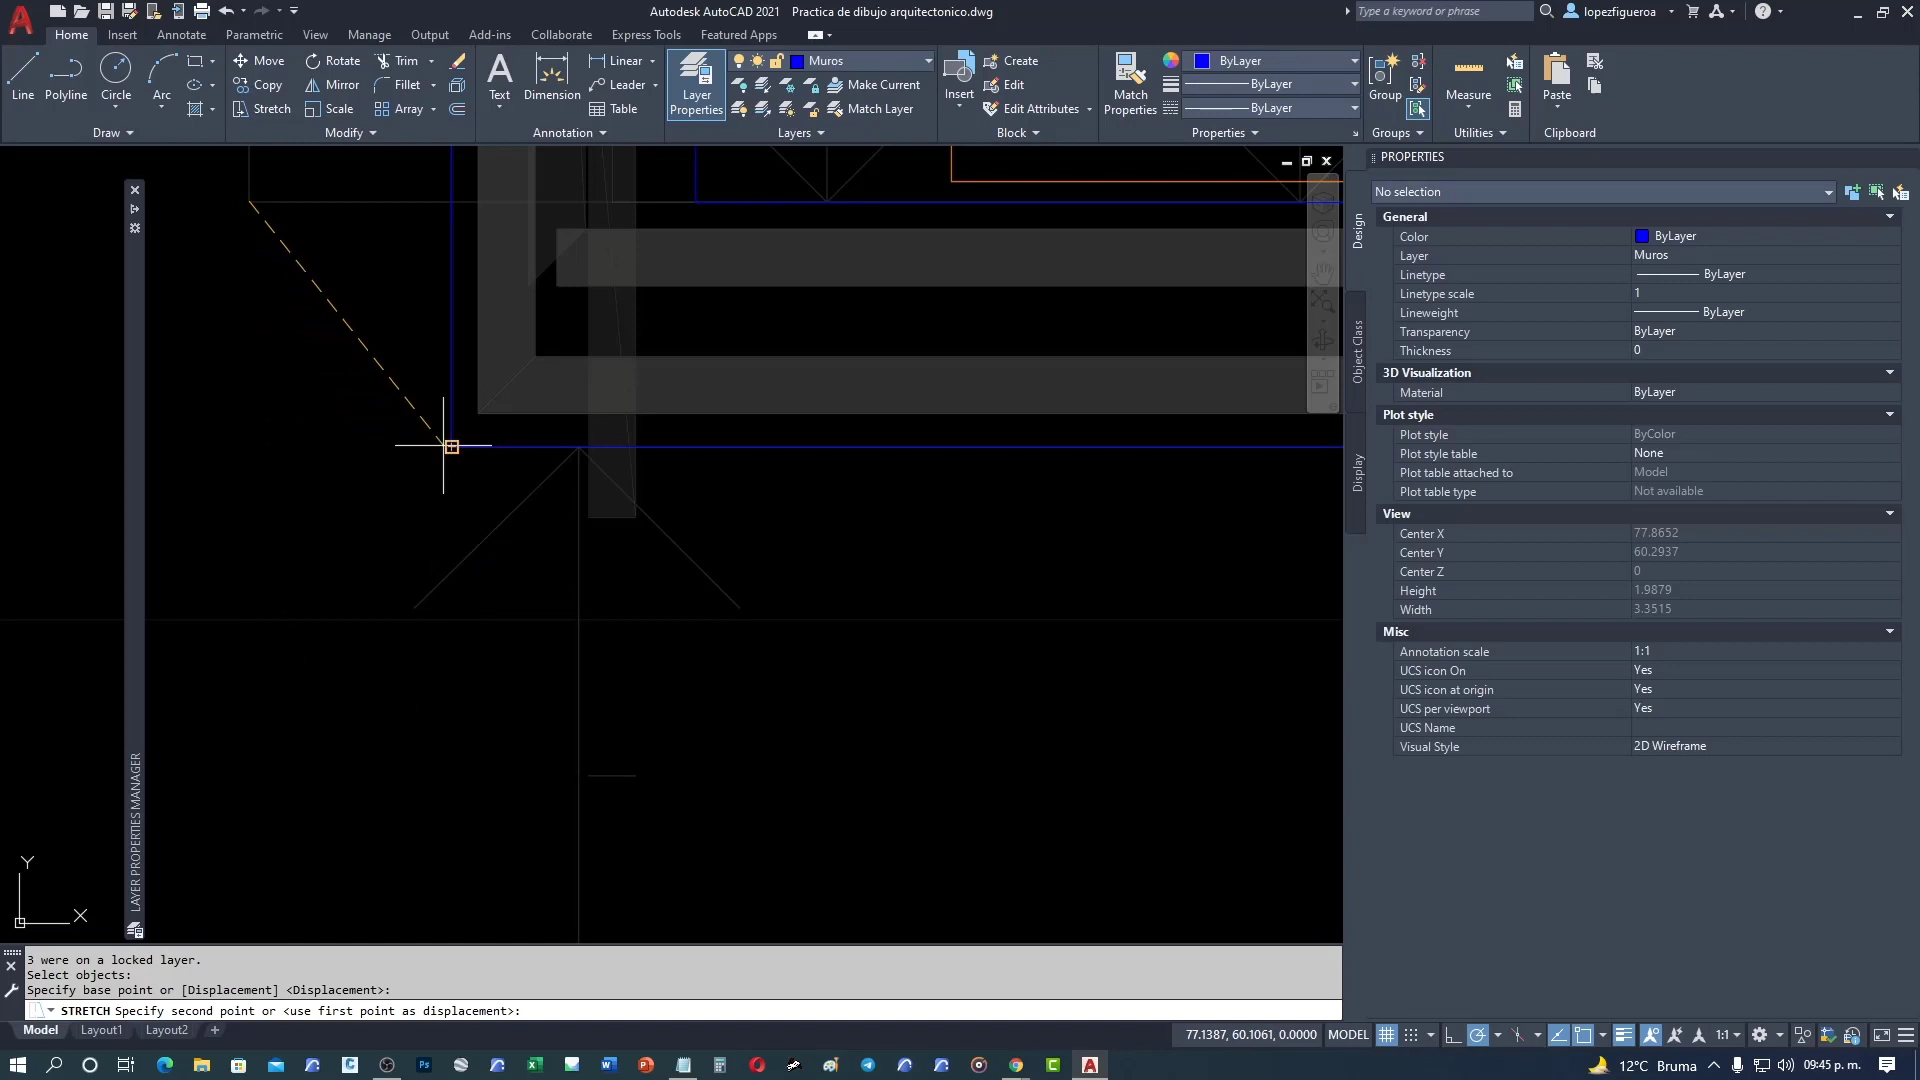 Autodesk AutoCAD 2021 Practica de dibujo arquitectonico.dwg
Type a keyword or phrase
lopezfigueroa
Home Insert Annotate Parametric View Manage Output Add-ins Collaborate Express Tools Featured Apps
Line
Polyline
Circle
Arc
Draw
Move
Rotate
Trim
Copy
Mirror
Fillet
Stretch
Scale
Array
Modify
Text
Dimension
Linear
Leader
Table
Annotation
Layer
Properties
Muros
Make Current
Match Layer
Layers
Insert
Create
Edit
Edit Attributes
Block
Match
Properties
ByLayer
ByLayer
ByLayer
Properties
Group
Groups
Measure
Utilities
Paste
Clipboard
PROPERTIES
No selection
Design
Object Class
Display
General
Color ByLayer
Layer Muros
Linetype ByLayer
Linetype scale 1
Lineweight ByLayer
Transparency ByLayer
Thickness 0
3D Visualization
Material ByLayer
Plot style
Plot style ByColor
Plot style table None
Plot table attached to Model
Plot table type Not available
View
Center X 77.8652
Center Y 60.2937
Center Z 0
Height 1.9879
Width 3.3515
Misc
Annotation scale 1:1
UCS icon On Yes
UCS icon at origin Yes
UCS per viewport Yes
UCS Name
Visual Style 2D Wireframe
LAYER PROPERTIES MANAGER
Y
X
3 were on a locked layer.
Select objects:
Specify base point or [Displacement] <Displacement>:
STRETCH Specify second point or <use first point as displacement>:
Model Layout1 Layout2 +
77.1387, 60.1061, 0.0000 MODEL 1:1
12°C Bruma 09:45 p. m.